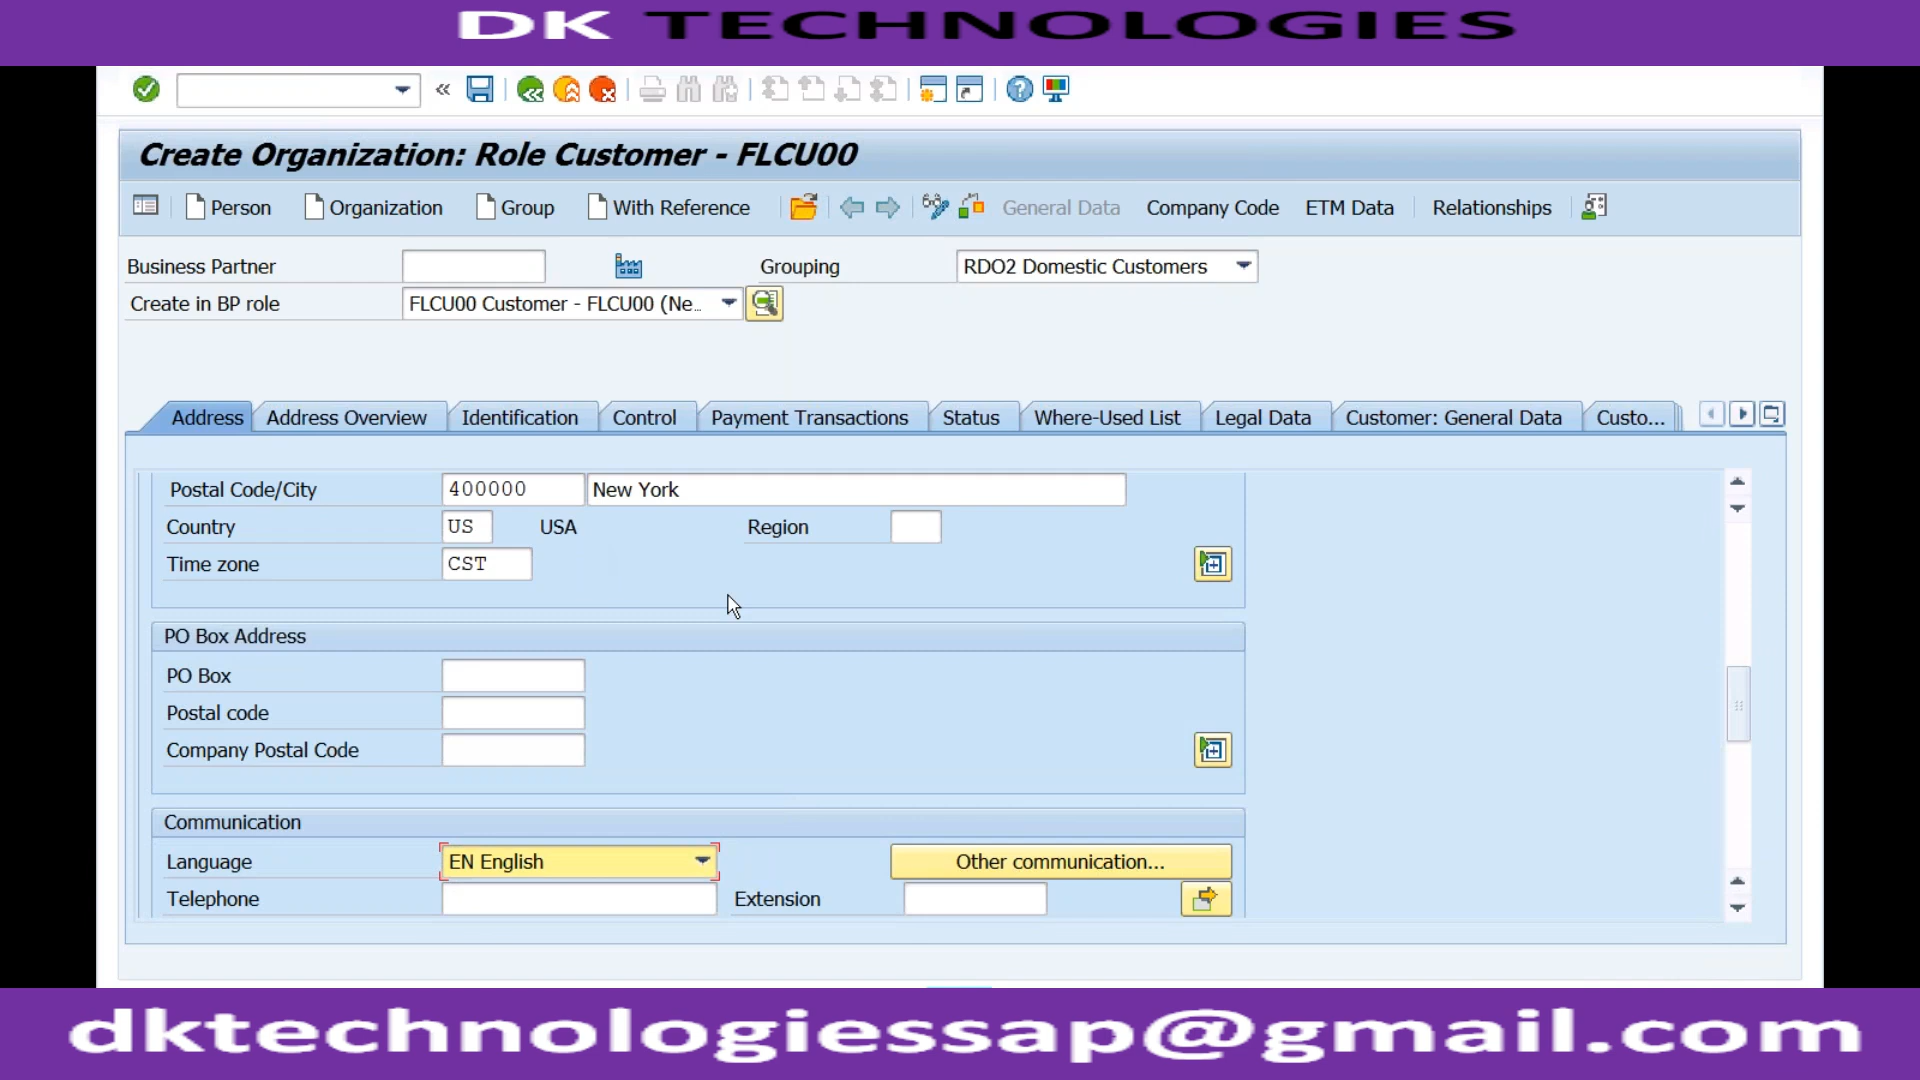 DK TECHNOLOGIES
Create Organization: Role Customer - FLCU00
Person Organization Group With Reference General Data Company Code ETM Data Relationships
Business Partner Grouping RDO2 Domestic Customers
Create in BP role FLCU00 Customer - FLCU00 (Ne...
Address Address Overview Identification Control Payment Transactions Status Where-Used List Legal Data Customer: General Data Custo...
Postal Code/City 400000 New York
Country US USA Region
Time zone CST
PO Box Address
PO Box
Postal code
Company Postal Code
Communication
Language EN English Other communication...
Telephone Extension
dktechnologiessap@gmail.com